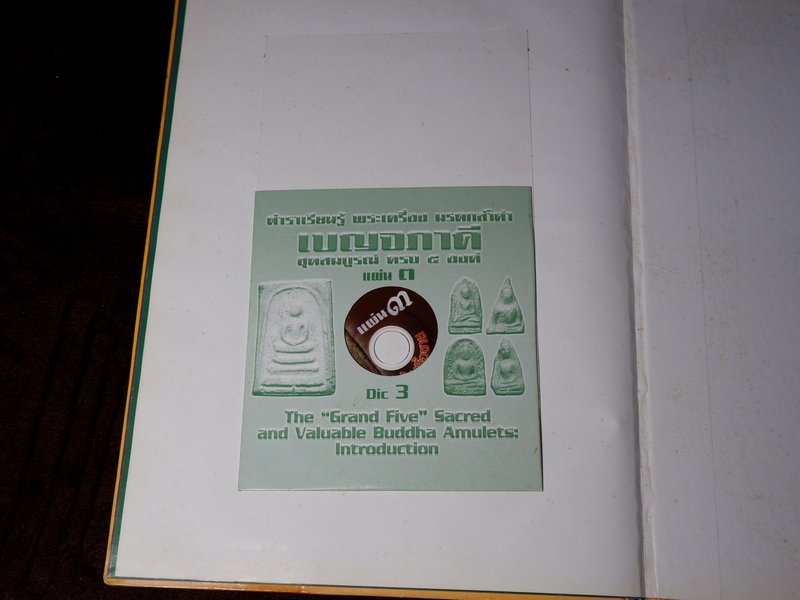 ตำราเรียนรู้ พระเครื่อง มรดกล้ำค่า
เบญจภาคี
ชุดสมบูรณ์ ครบ ๕ องค์
แผ่น ๓
แผ่น ๓
Dic 3
The “Grand Five” Sacred
and Valuable Buddha Amulets:
Introduction